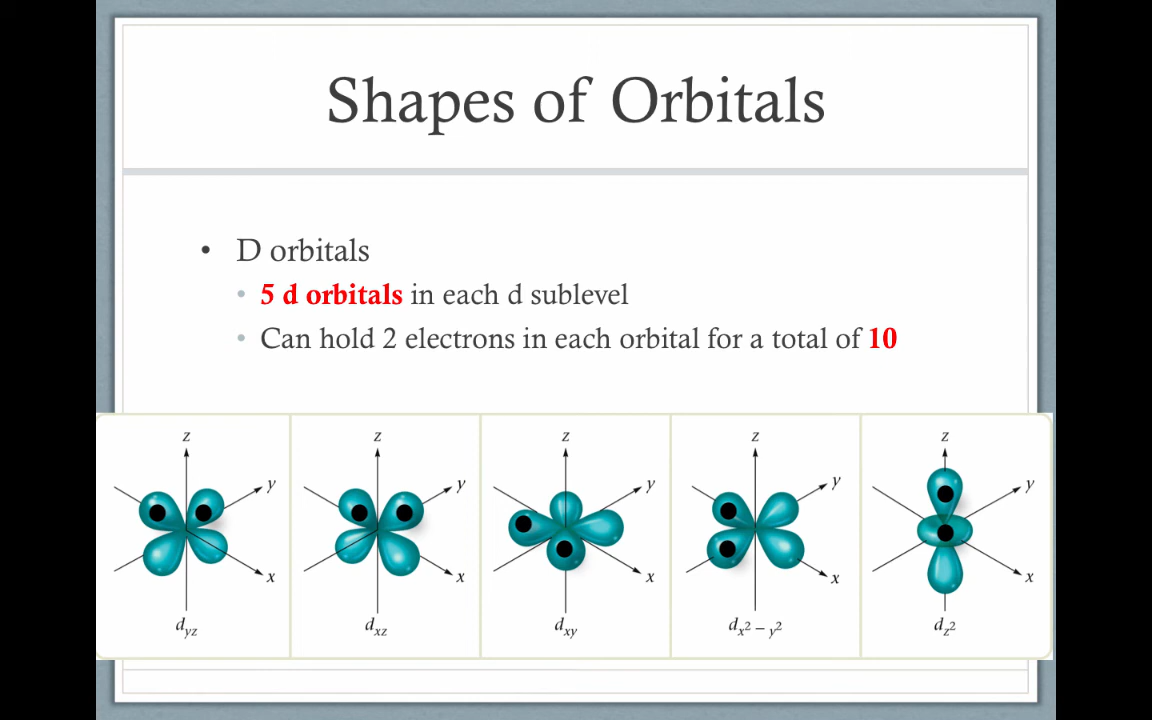 Shapes of Orbitals
• D orbitals
• 5 d orbitals in each d sublevel
• Can hold 2 electrons in each orbital for a total of 10
z z z z z
y y y y y
x x x x x
dyz dxz dxy dx² – y² dz²